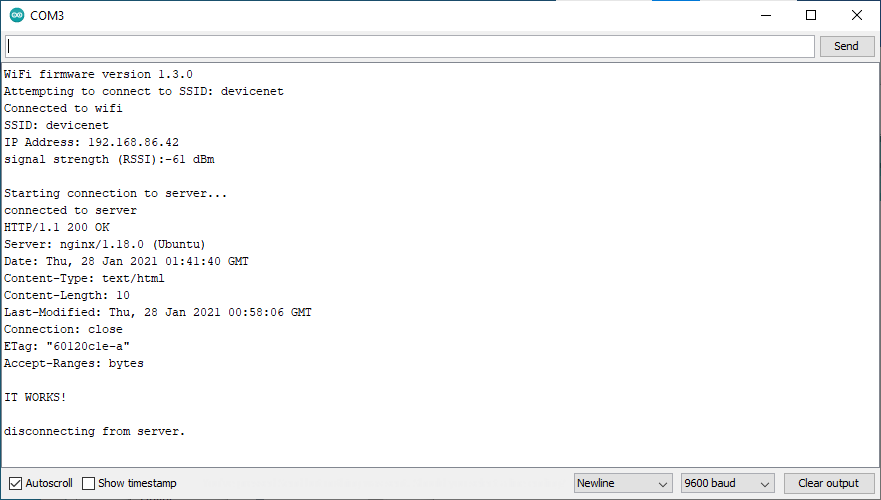 COM3
Send
WiFi firmware version 1.3.0
Attempting to connect to SSID: devicenet
Connected to wifi
SSID: devicenet
IP Address: 192.168.86.42
signal strength (RSSI):-61 dBm
Starting connection to server...
connected to server
HTTP/1.1 200 OK
Server: nginx/1.18.0 (Ubuntu)
Date: Thu, 28 Jan 2021 01:41:40 GMT
Content-Type: text/html
Content-Length: 10
Last-Modified: Thu, 28 Jan 2021 00:58:06 GMT
Connection: close
ETag: "60120c1e-a"
Accept-Ranges: bytes
IT WORKS!
disconnecting from server.
Autoscroll Show timestamp Newline 9600 baud Clear output